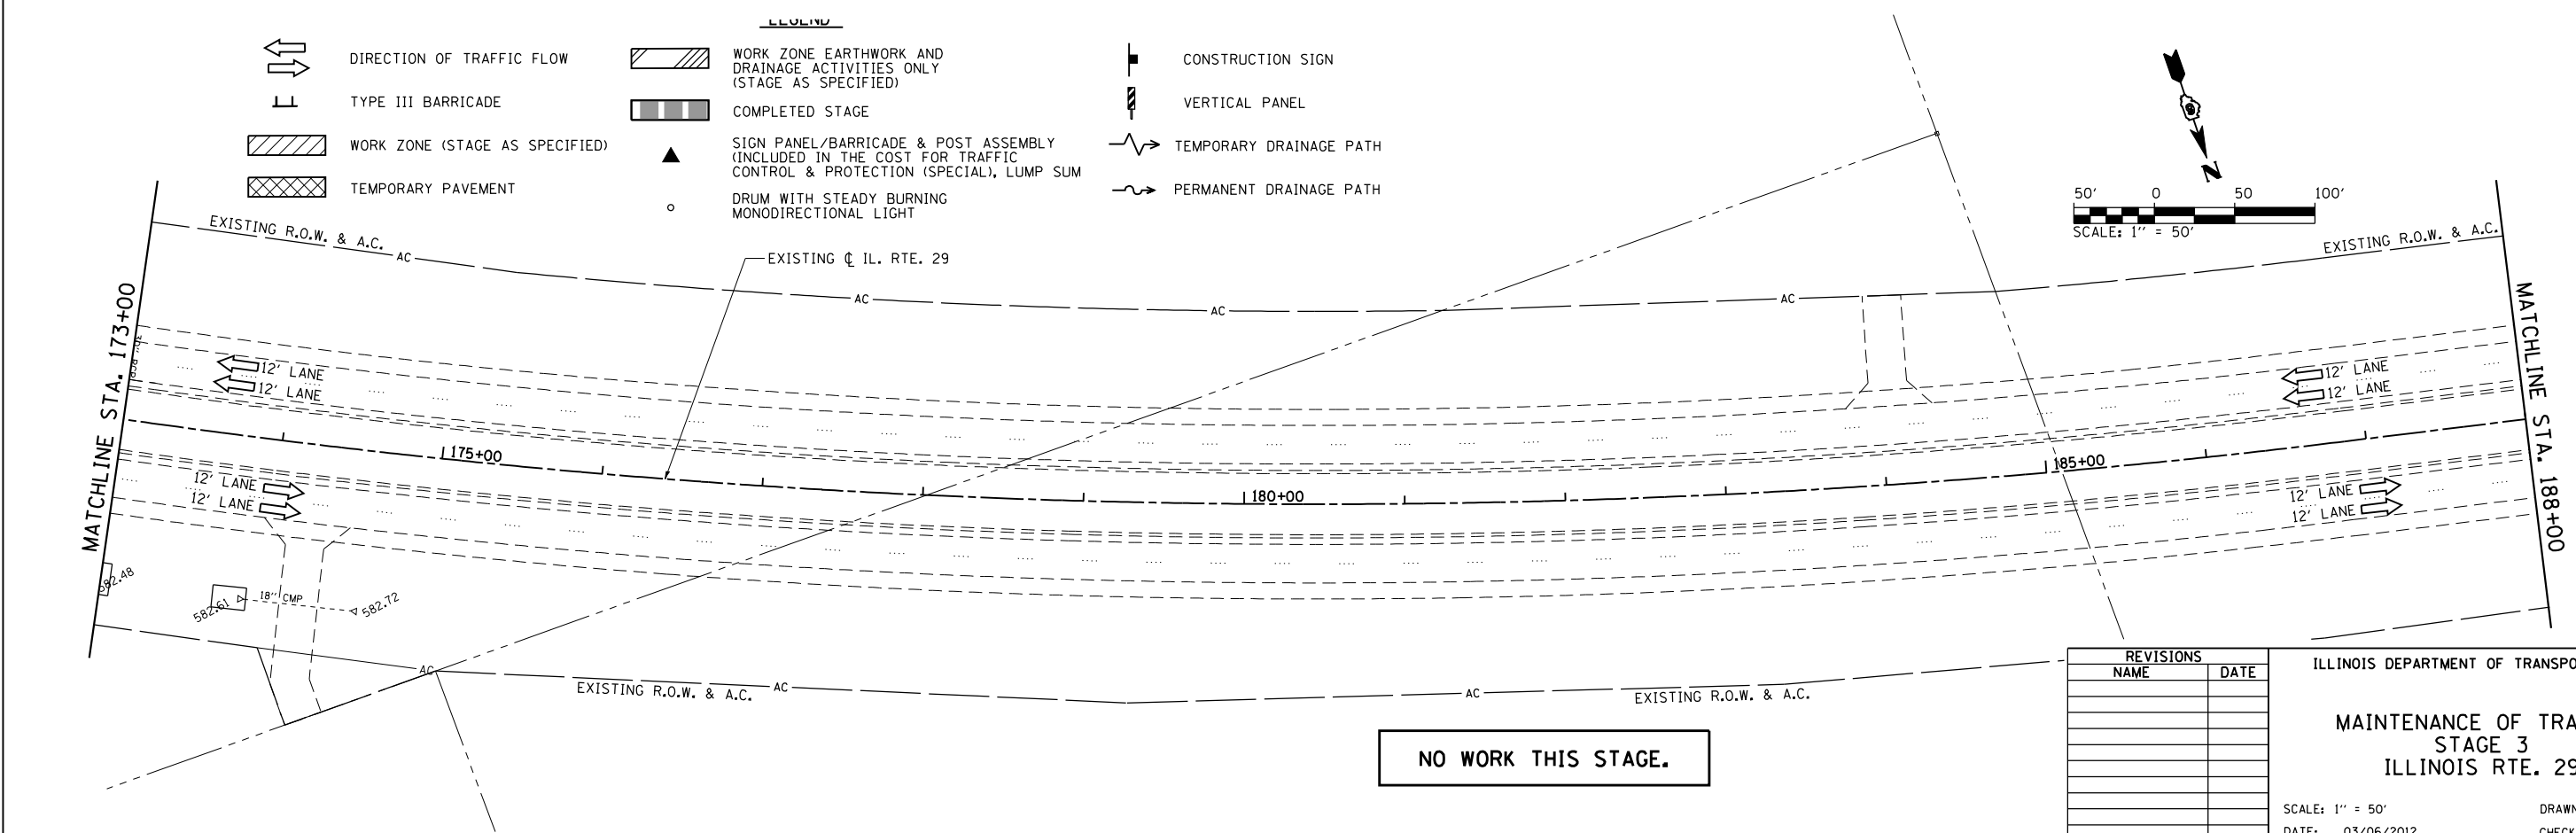 LEGEND
DIRECTION OF TRAFFIC FLOW
TYPE III BARRICADE
WORK ZONE (STAGE AS SPECIFIED)
TEMPORARY PAVEMENT
WORK ZONE EARTHWORK AND
DRAINAGE ACTIVITIES ONLY
(STAGE AS SPECIFIED)
COMPLETED STAGE
SIGN PANEL/BARRICADE & POST ASSEMBLY
(INCLUDED IN THE COST FOR TRAFFIC
CONTROL & PROTECTION (SPECIAL), LUMP SUM
DRUM WITH STEADY BURNING
MONODIRECTIONAL LIGHT
CONSTRUCTION SIGN
VERTICAL PANEL
TEMPORARY DRAINAGE PATH
PERMANENT DRAINAGE PATH
N
50' 0 50 100'
SCALE: 1" = 50'
EXISTING R.O.W. & A.C.
AC
EXISTING ℄ IL. RTE. 29
AC
AC
AC
EXISTING R.O.W. & A.C.
MATCHLINE STA. 173+00
MATCHLINE STA. 188+00
12' LANE
12' LANE
12' LANE
12' LANE
175+00
180+00
185+00
12' LANE
12' LANE
12' LANE
12' LANE
582.48
582.61
18" CMP
582.72
AC
EXISTING R.O.W. & A.C.
AC
AC
EXISTING R.O.W. & A.C.
NO WORK THIS STAGE.
REVISIONS
NAME DATE
ILLINOIS DEPARTMENT OF TRANSPO
MAINTENANCE OF TRA
STAGE 3
ILLINOIS RTE. 29
SCALE: 1" = 50'
DRAWN
DATE: 03/06/2012
CHECK